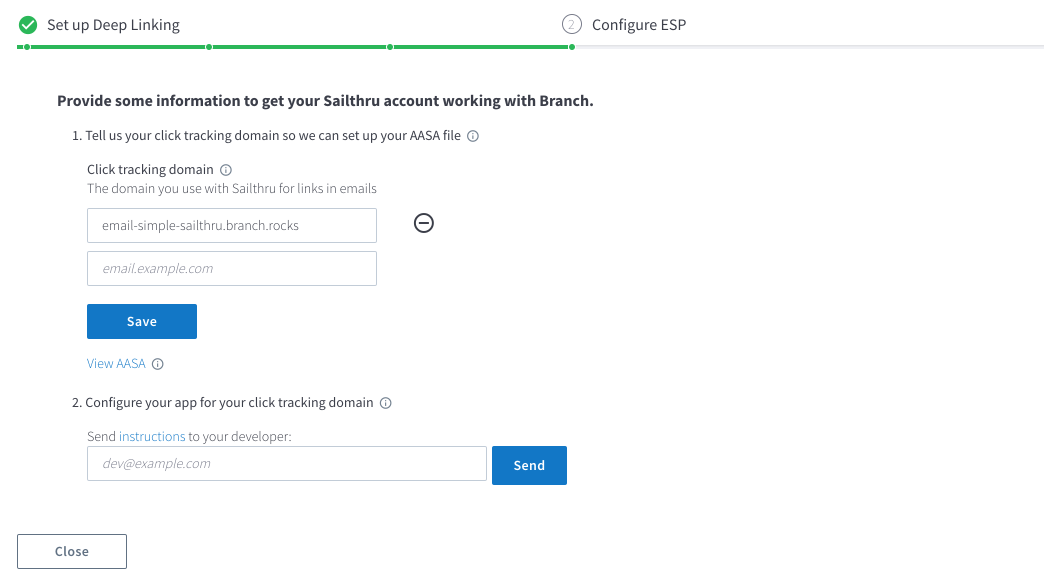 Set up Deep Linking
2 Configure ESP
Provide some information to get your Sailthru account working with Branch.
1. Tell us your click tracking domain so we can set up your AASA file
Click tracking domain
The domain you use with Sailthru for links in emails
email-simple-sailthru.branch.rocks
email.example.com
Save
View AASA
2. Configure your app for your click tracking domain
Send instructions to your developer:
dev@example.com
Send
Close